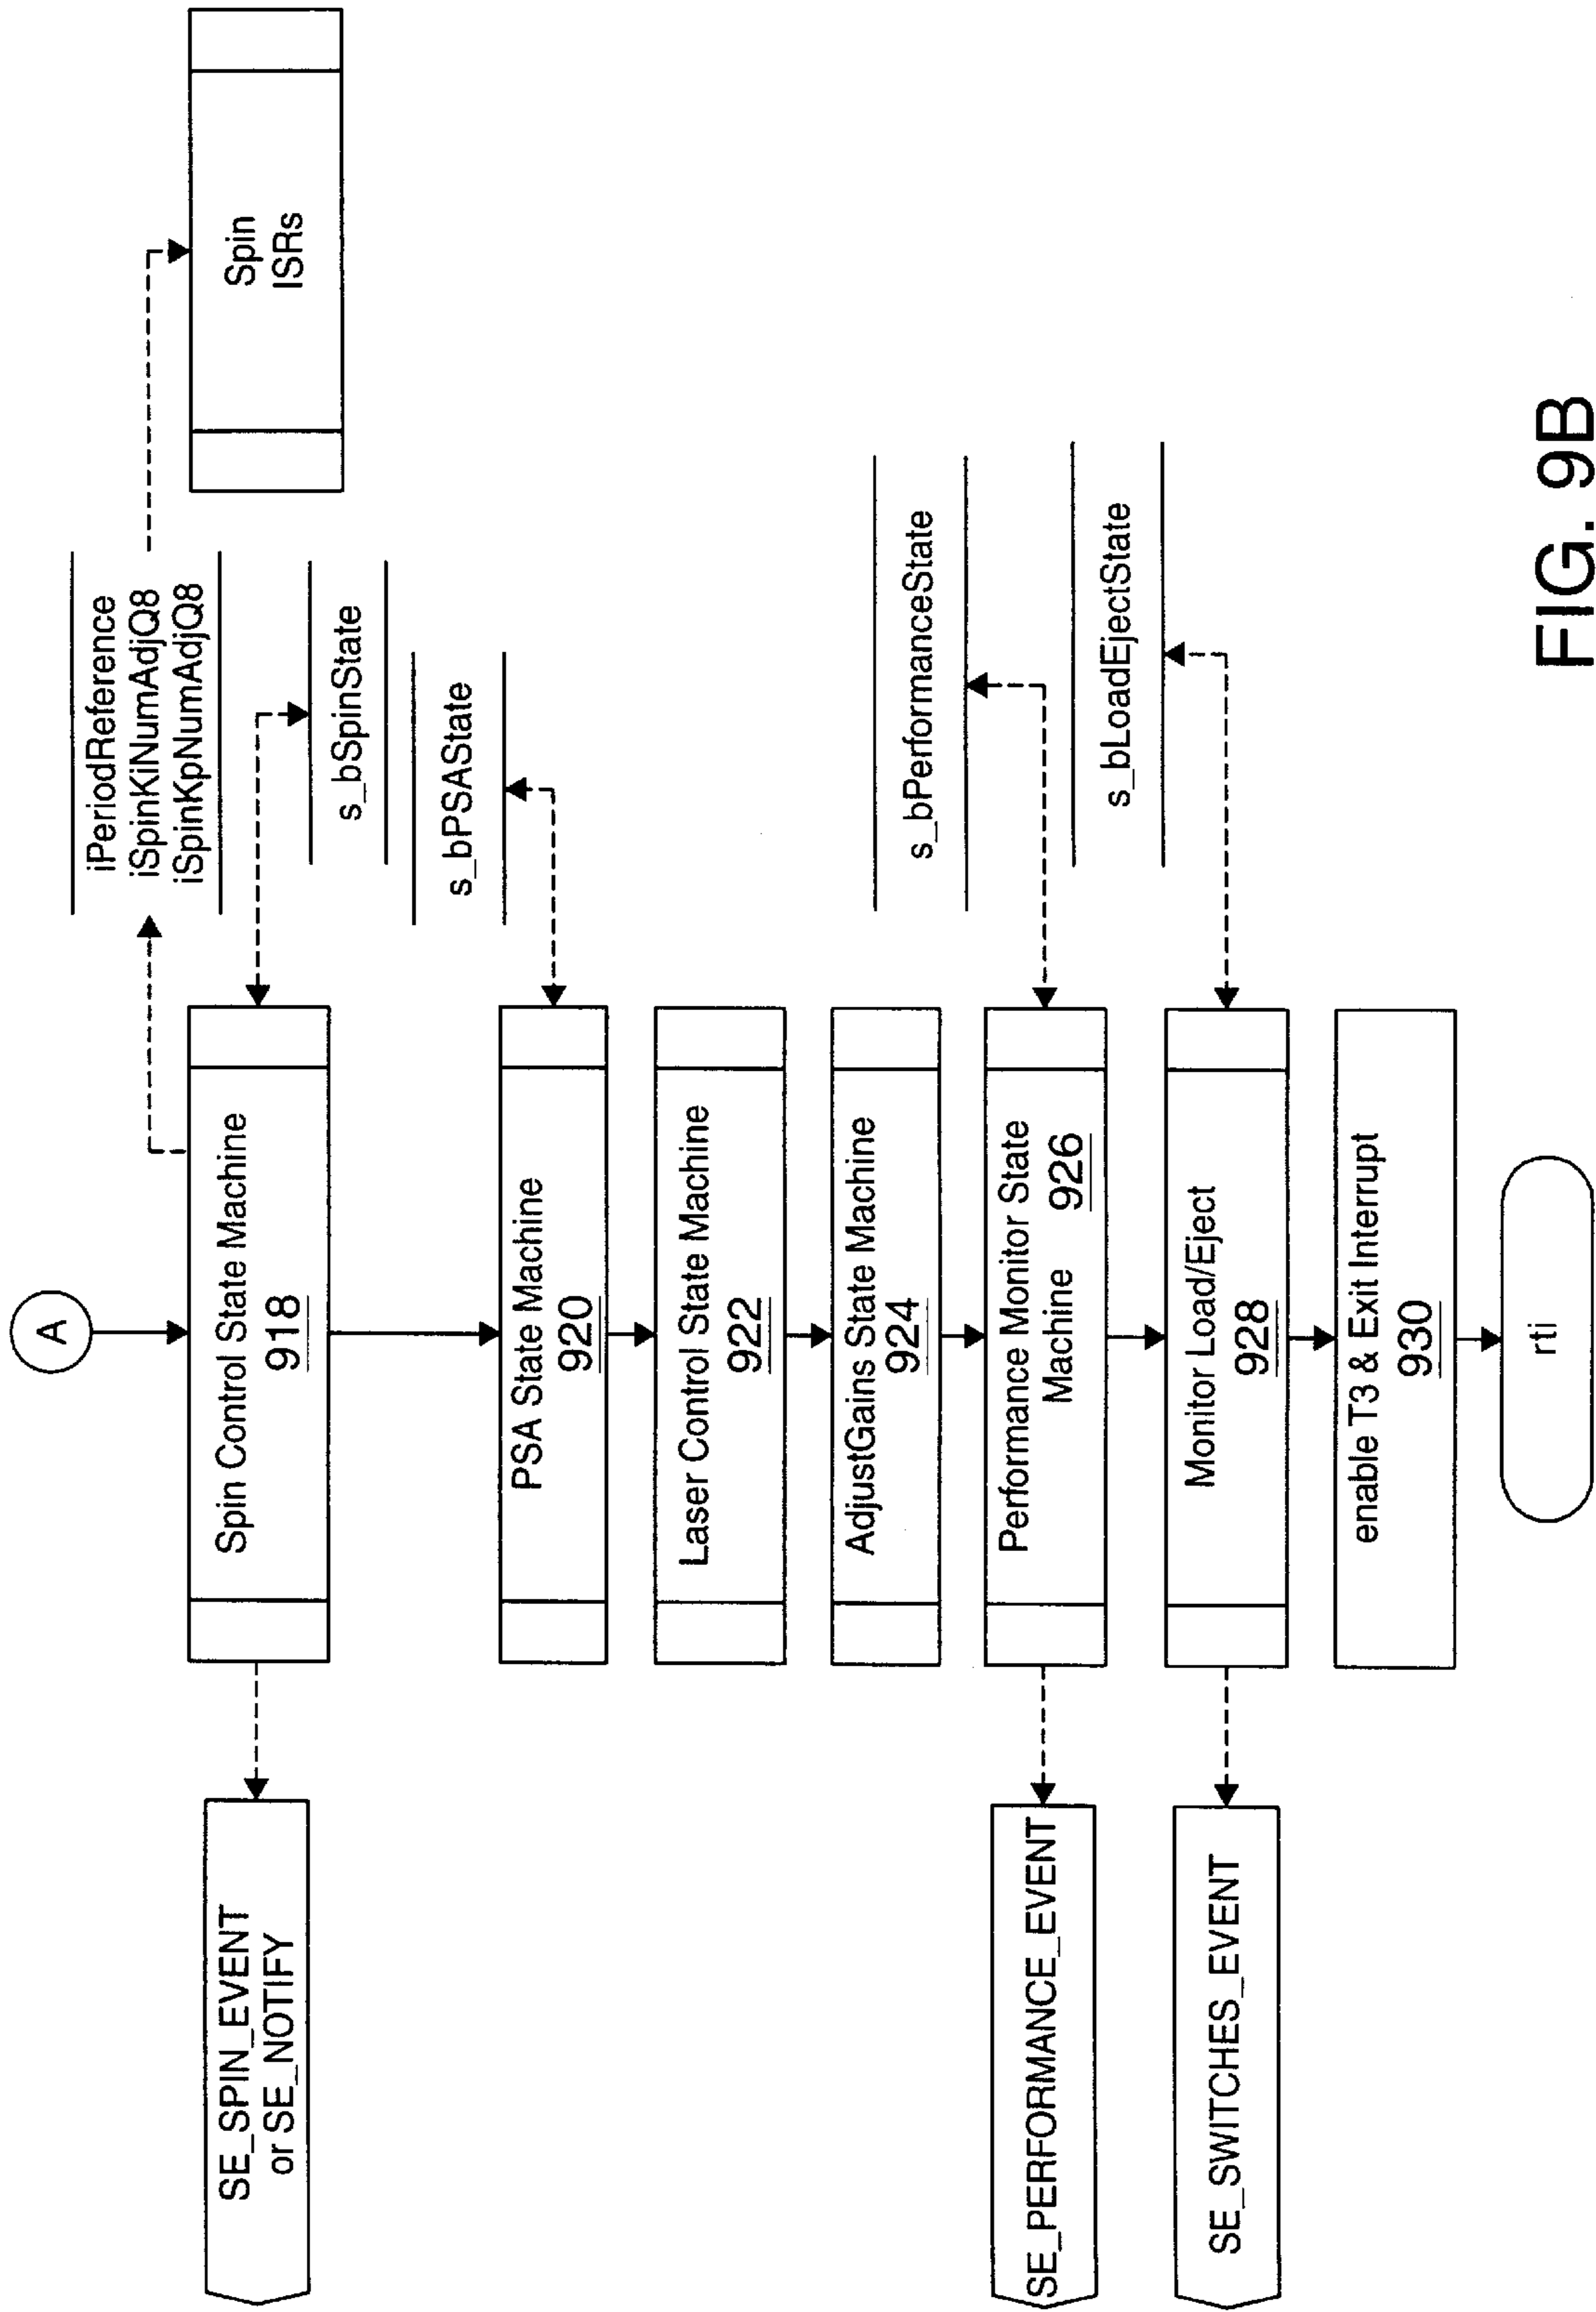 A
Spin Control State Machine
918
SE_SPIN_EVENT
or SE_NOTIFY
iPeriodReference
iSpinKiNumAdjQ8
iSpinKpNumAdjQ8
Spin
ISRs
s_bSpinState
s_bPSAState
PSA State Machine
920
Laser Control State Machine
922
AdjustGains State Machine
924
s_bPerformanceState
Performance Monitor State
Machine 926
SE_PERFORMANCE_EVENT
s_bLoadEjectState
Monitor Load/Eject
928
SE_SWITCHES_EVENT
enable T3 & Exit Interrupt
930
rti
FIG. 9B